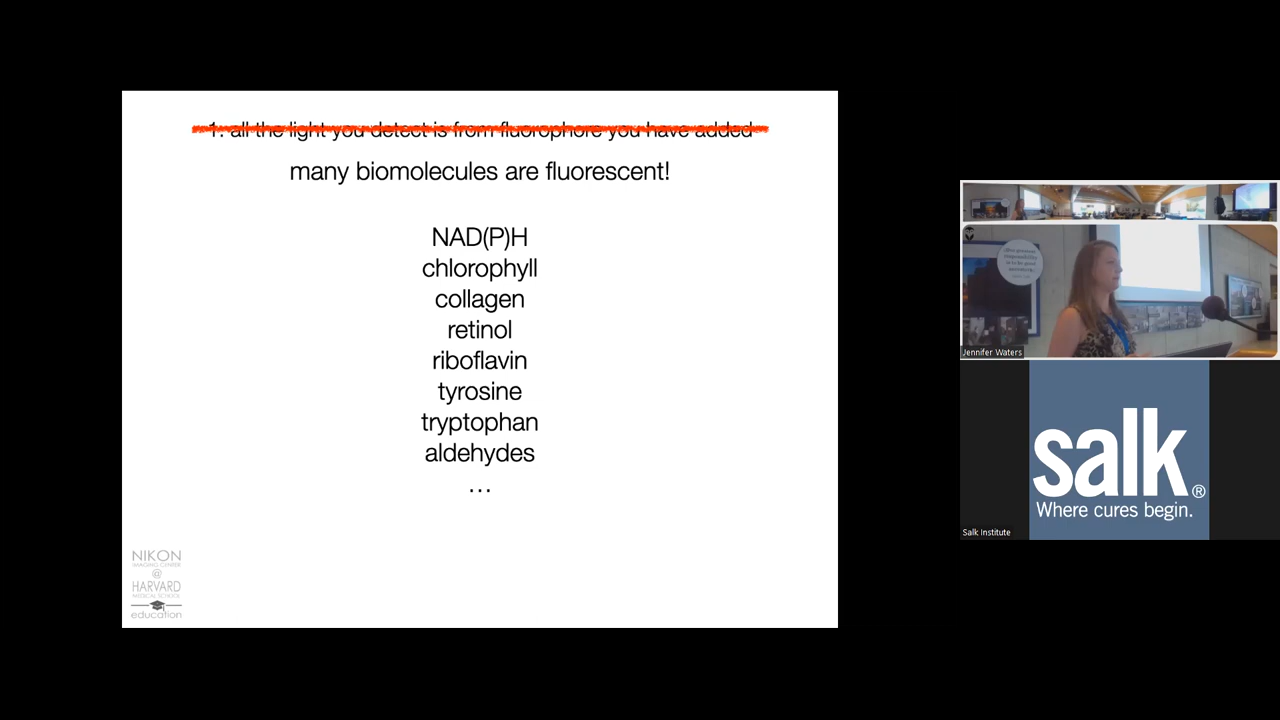 1. all the light you detect is from fluorophore you have added
many biomolecules are fluorescent!
NAD(P)H
chlorophyll
collagen
retinol
riboflavin
tyrosine
tryptophan
aldehydes
...
NIKON
IMAGING CENTER
@
HARVARD
MEDICAL SCHOOL
education
Jennifer Waters
salk®
Where cures begin.
Salk Institute